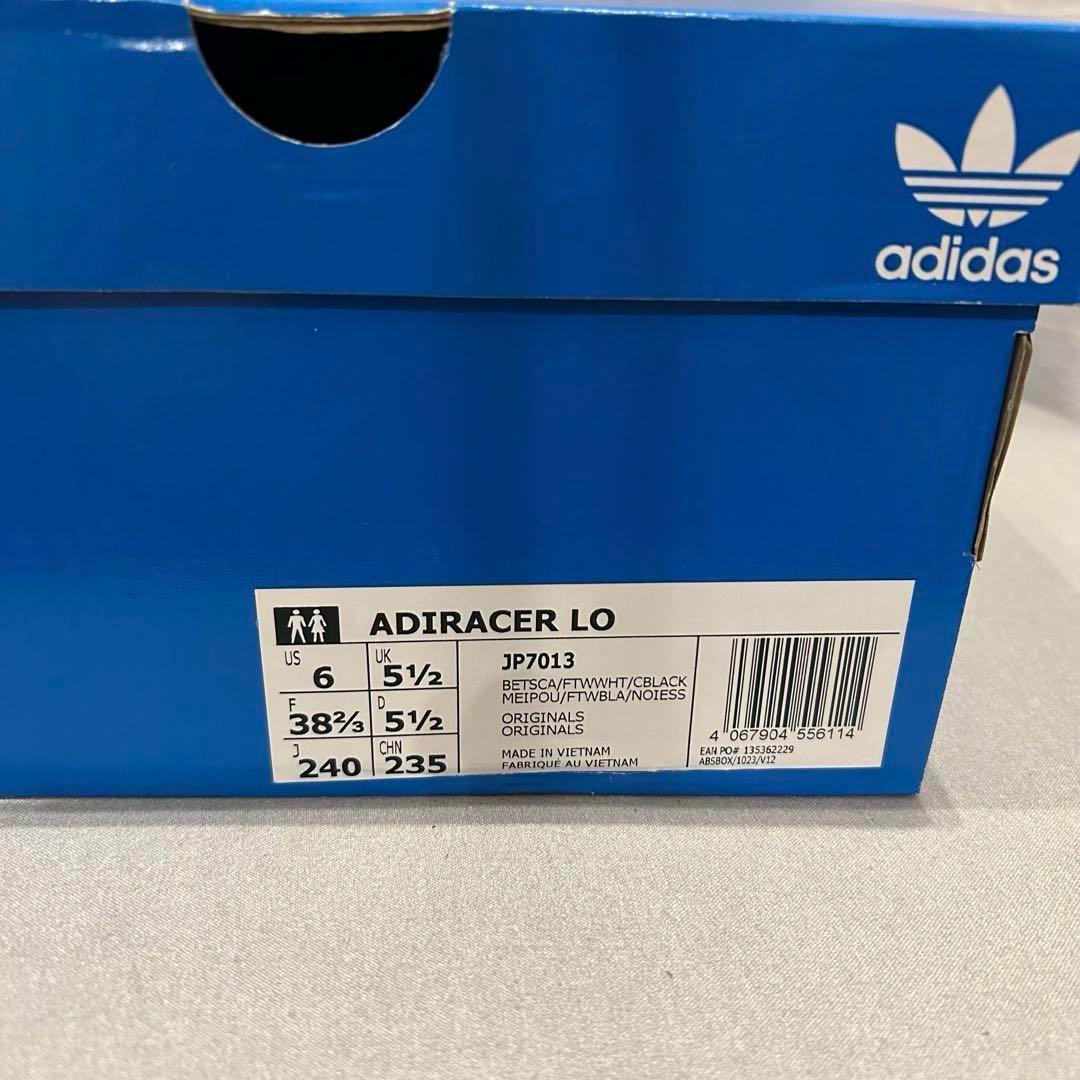 adidas
ADIRACER LO
US 6 UK 5½
F 38⅔ D 5½
J 240 CHN 235
JP7013
BETSCA/FTWWHT/CBLACK
MEIPOU/FTWBLA/NOIESS
ORIGINALS
ORIGINALS
MADE IN VIETNAM
FABRIQUÉ AU VIETNAM
4 067904 556114
EAN PO# 135362229
ABSBOX/1023/V12